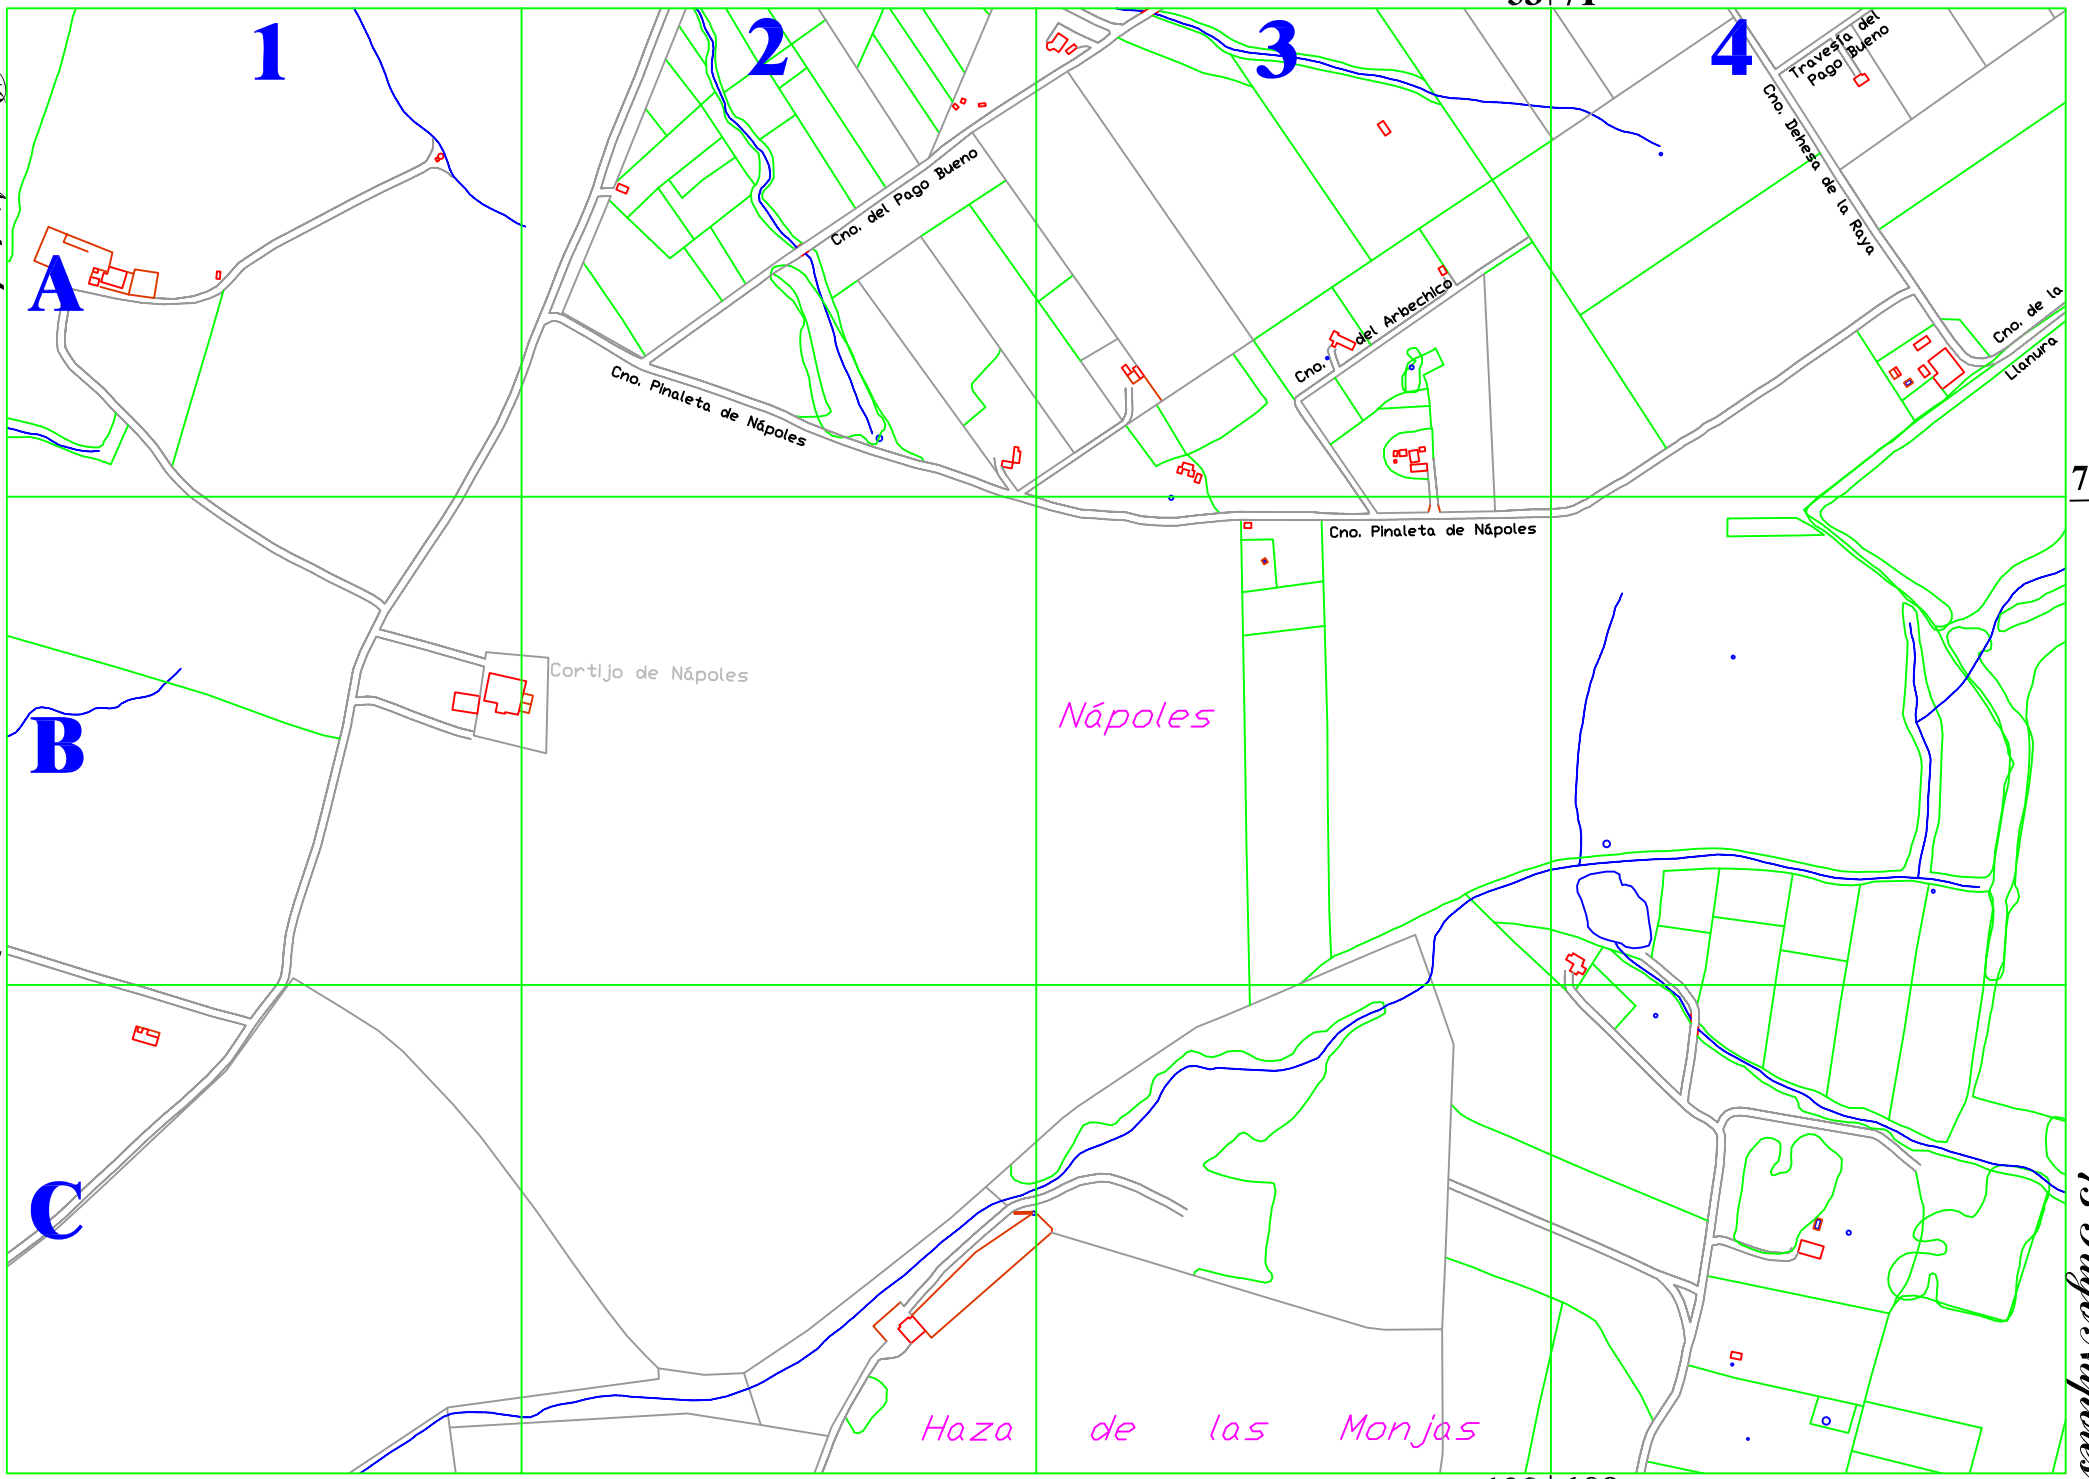 1
2
3
4
Travesía del
Pago Bueno
Cno. Dehesa de la Raya
Cno. del Pago Bueno
A
Cno. de la
Llanura
Cno. del Arbechico
Cno. Pinaleta de Nápoles
7
Cno. Pinaleta de Nápoles
Cortijo de Nápoles
Nápoles
B
C
Haza de las Monjas